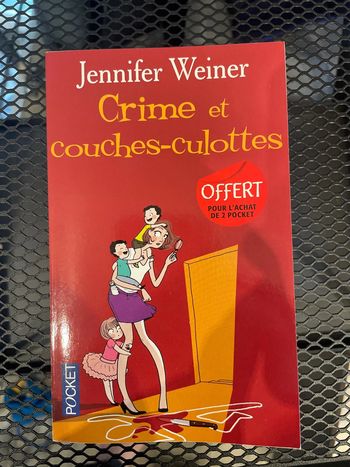 Jennifer Weiner
Crime et
couches-culottes
OFFERT
POUR L'ACHAT
DE 2 POCKET
POCKET